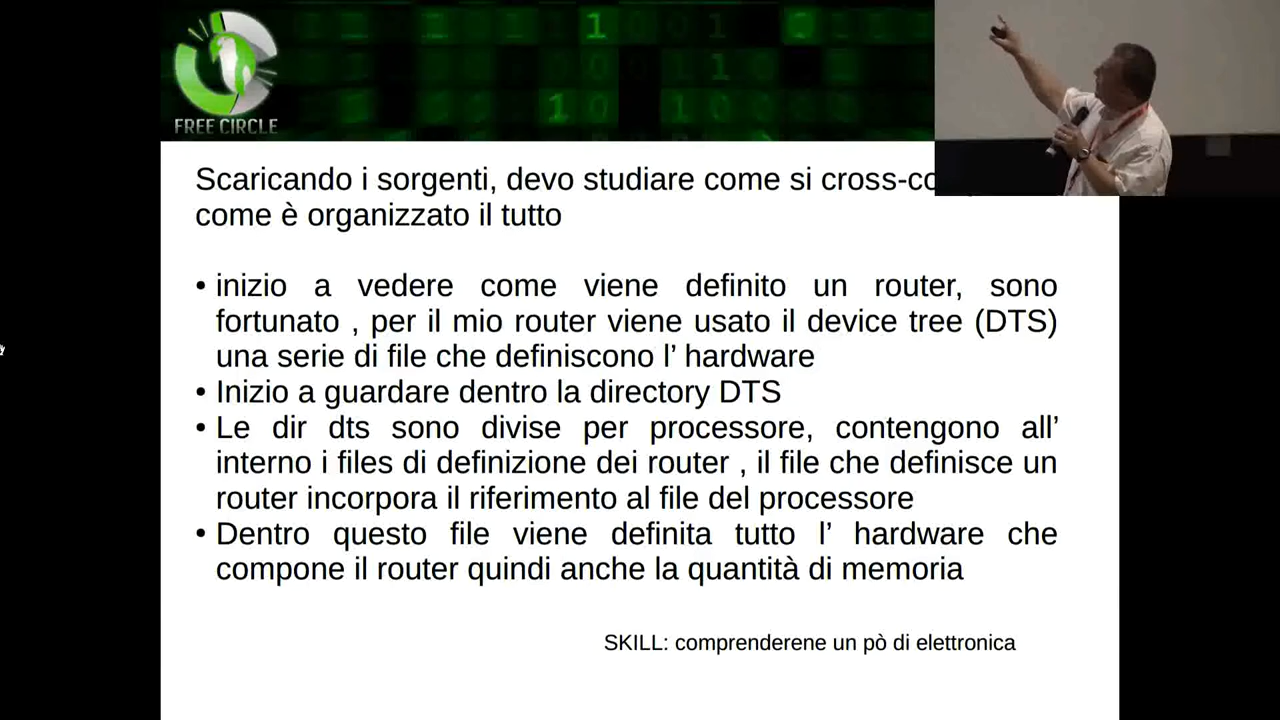 FREE CIRCLE
Scaricando i sorgenti, devo studiare come si
come è organizzato il tutto
• inizio a vedere come viene definito un router, sono
fortunato , per il mio router viene usato il device tree (DTS)
una serie di file che definiscono l’ hardware
• Inizio a guardare dentro la directory DTS
• Le dir dts sono divise per processore, contengono all’
interno i files di definizione dei router , il file che definisce un
router incorpora il riferimento al file del processore
• Dentro questo file viene definita tutto l’ hardware che
compone il router quindi anche la quantità di memoria
SKILL: comprenderene un pò di elettronica